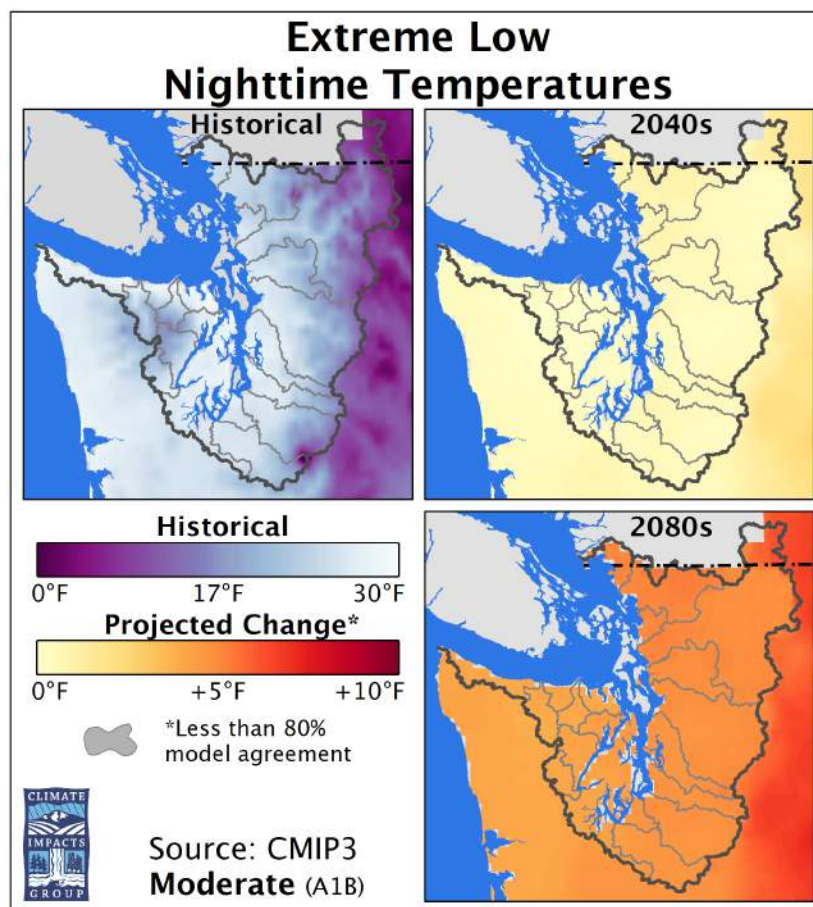 Extreme Low
Nighttime Temperatures
Historical
2040s
Historical
0°F 17°F 30°F
Projected Change*
0°F +5°F +10°F
*Less than 80%
model agreement
2080s
CLIMATE
IMPACTS
GROUP
Source: CMIP3
Moderate (A1B)